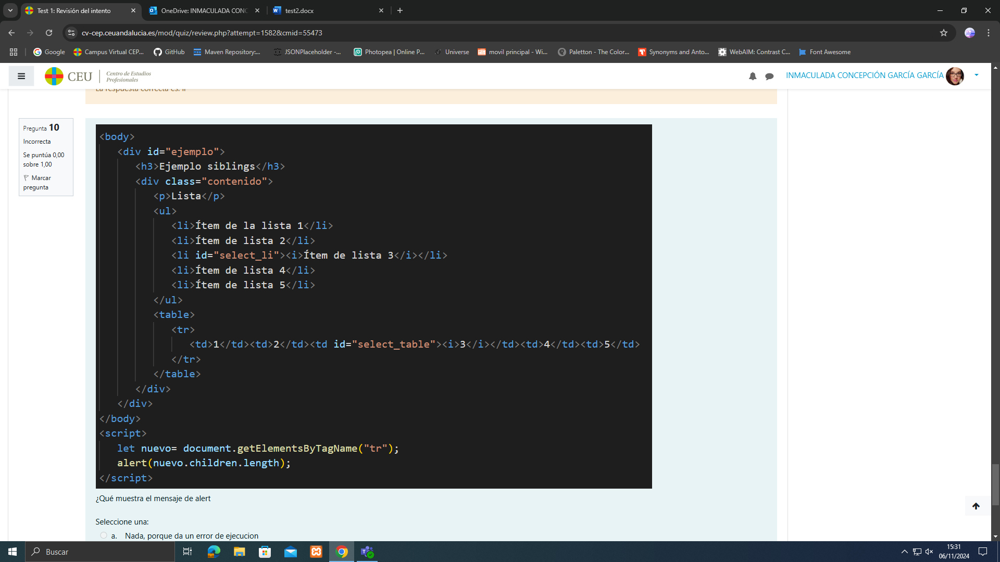 Test 1: Revisión del intento
OneDrive: INMACULADA CONC
test2.docx
cv-cep.ceuandalucia.es/mod/quiz/review.php?attempt=1582&cmid=55473
Google
Campus Virtual CEP...
GitHub
Maven Repository:...
JSONPlaceholder -...
Photopea | Online P...
Universe
movil principal - Wi...
Paletton - The Color...
Synonyms and Anto...
WebAIM: Contrast C...
Font Awesome
CEU
Centro de Estudios
Profesionales
INMACULADA CONCEPCIÓN GARCÍA GARCÍA
La respuesta correcta es: Ir
Pregunta 10
Incorrecta
Se puntúa 0,00
sobre 1,00
Marcar
pregunta
<body>
<div id="ejemplo">
<h3>Ejemplo siblings</h3>
<div class="contenido">
<p>Lista</p>
<ul>
<li>Ítem de la lista 1</li>
<li>Ítem de lista 2</li>
<li id="select_li"><i>Ítem de lista 3</i></li>
<li>Ítem de lista 4</li>
<li>Ítem de lista 5</li>
</ul>
<table>
<tr>
<td>1</td><td>2</td><td id="select_table"><i>3</i></td><td>4</td><td>5</td>
</tr>
</table>
</div>
</div>
</body>
<script>
let nuevo= document.getElementsByTagName("tr");
alert(nuevo.children.length);
</script>
¿Qué muestra el mensaje de alert
Seleccione una:
a. Nada, porque da un error de ejecucion
Buscar
15:31
06/11/2024